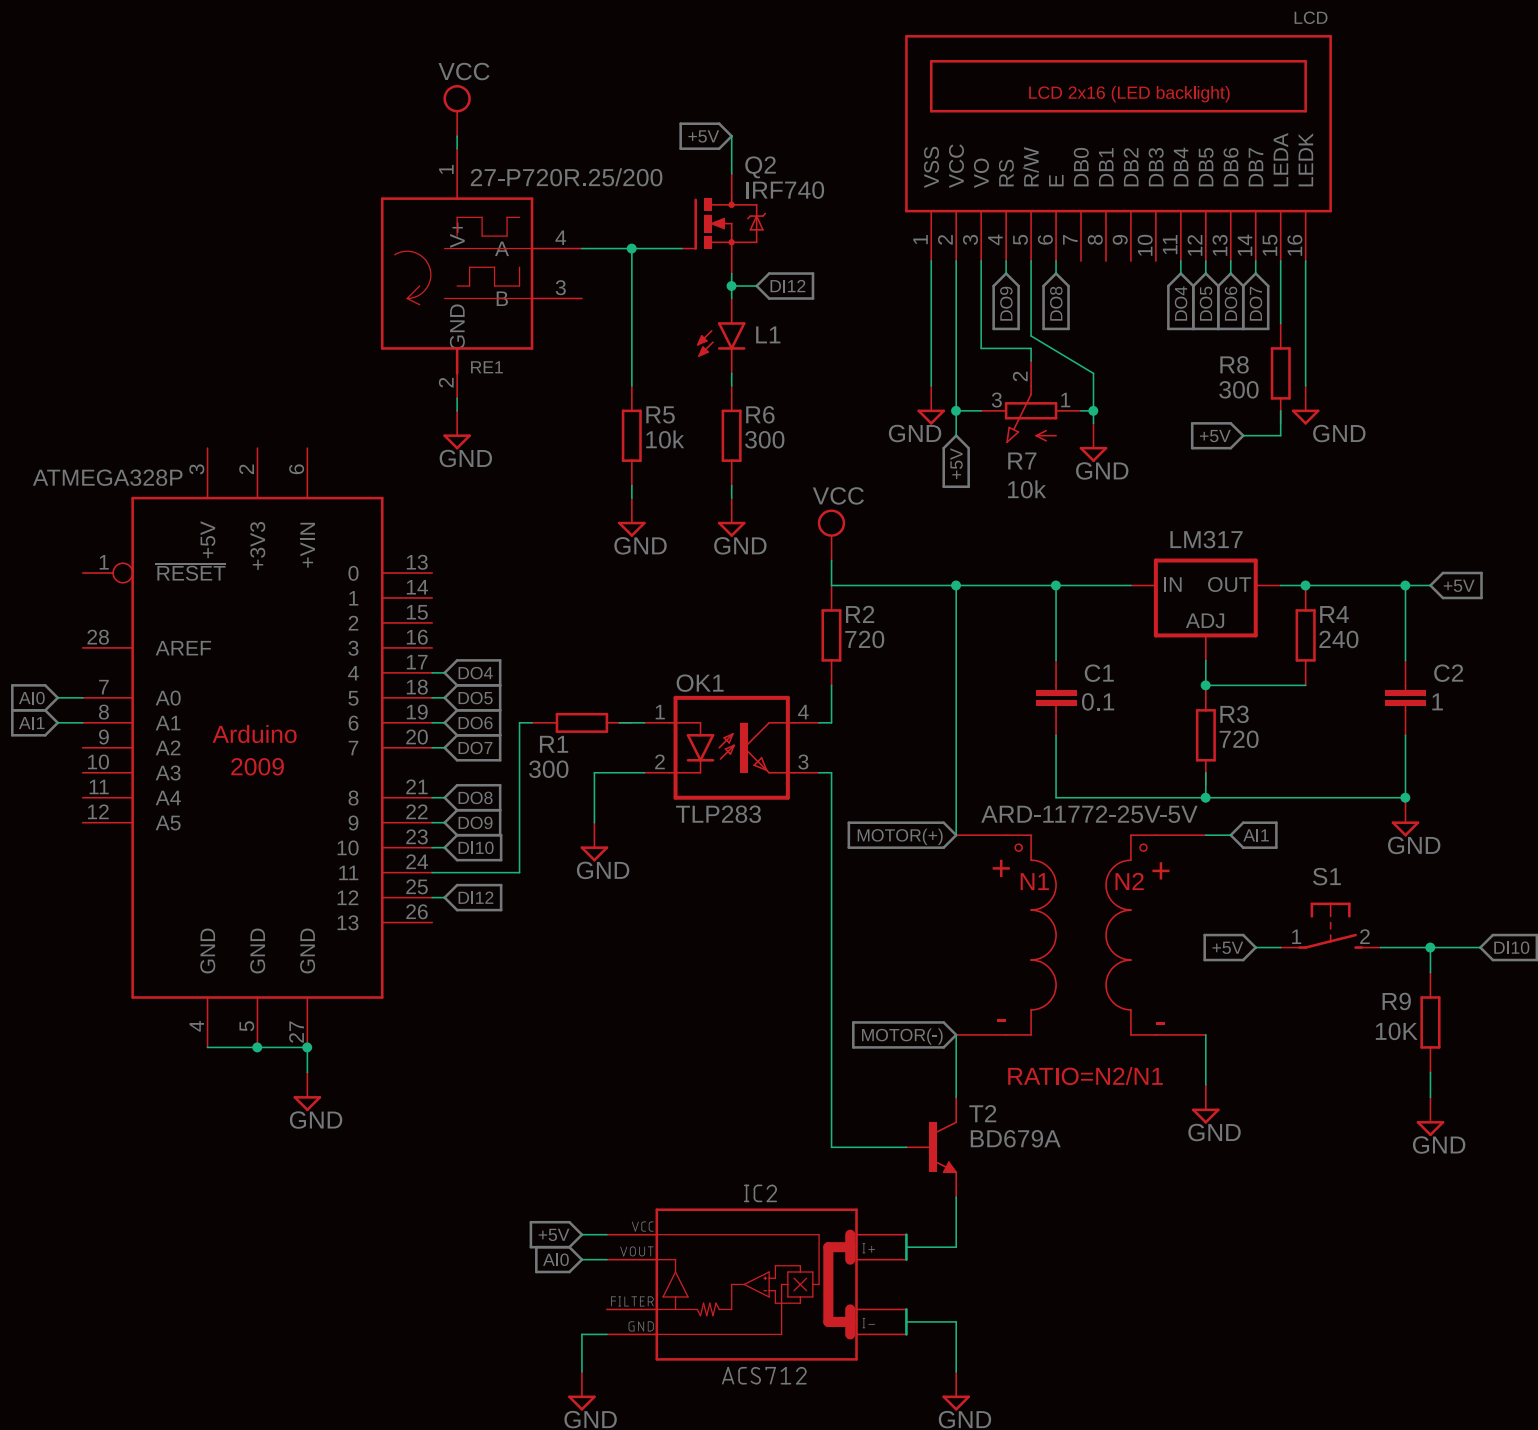 LCD
LCD 2x16 (LED backlight)
VSS
VCC
VO
RS
R/W
E
DB0
DB1
DB2
DB3
DB4
DB5
DB6
DB7
LEDA
LEDK
1
2
3
4
5
6
7
8
9
10
11
12
13
14
15
16
DO9
DO8
DO4
DO5
DO6
DO7
R8
300
+5V
GND
GND
+5V
3
2
1
R7
10k
GND
VCC
1
27-P720R.25/200
V+
A
B
GND
4
3
2
RE1
GND
+5V
Q2
IRF740
DI12
L1
R5
10k
R6
300
GND
GND
ATMEGA328P
3
2
6
+5V
+3V3
+VIN
1
RESET
28
AREF
AI0
7
A0
AI1
8
A1
9
A2
10
A3
11
A4
12
A5
Arduino
2009
0
13
1
14
2
15
3
16
4
17
DO4
5
18
DO5
6
19
DO6
7
20
DO7
8
21
DO8
9
22
DO9
10
23
DI10
11
24
12
25
DI12
13
26
GND
GND
GND
4
5
27
GND
VCC
R2
720
OK1
1
2
4
3
TLP283
R1
300
GND
LM317
IN
OUT
ADJ
R4
240
+5V
C1
0.1
R3
720
C2
1
GND
ARD-11772-25V-5V
MOTOR(+)
AI1
+
N1
N2
+
MOTOR(-)
-
-
RATIO=N2/N1
GND
S1
+5V
1
2
DI10
R9
10K
GND
T2
BD679A
IC2
+5V
VCC
AI0
VOUT
FILTER
GND
I+
I-
ACS712
GND
GND